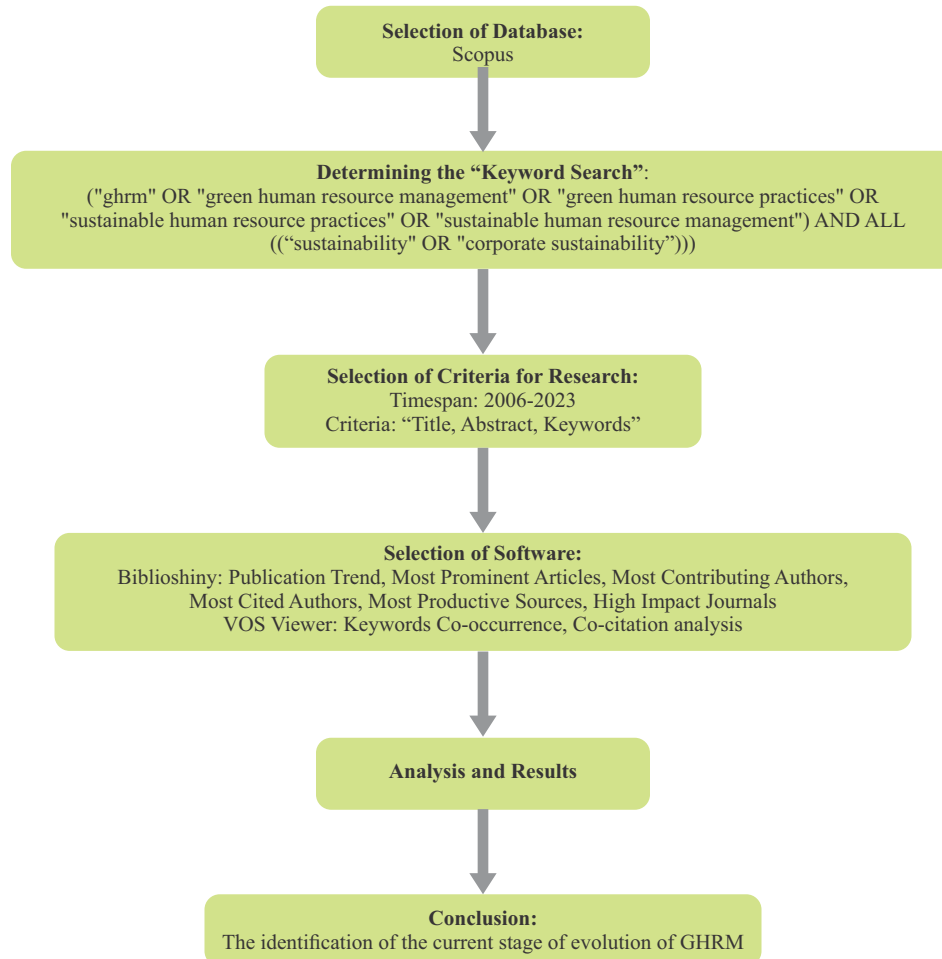 Selection of Database:
Scopus
Determining the “Keyword Search”:
("ghrm" OR "green human resource management" OR "green human resource practices" OR
"sustainable human resource practices" OR "sustainable human resource management") AND ALL
((“sustainability" OR "corporate sustainability”)))
Selection of Criteria for Research:
Timespan: 2006-2023
Criteria: “Title, Abstract, Keywords”
Selection of Software:
Biblioshiny: Publication Trend, Most Prominent Articles, Most Contributing Authors,
Most Cited Authors, Most Productive Sources, High Impact Journals
VOS Viewer: Keywords Co-occurrence, Co-citation analysis
Analysis and Results
Conclusion:
The identification of the current stage of evolution of GHRM